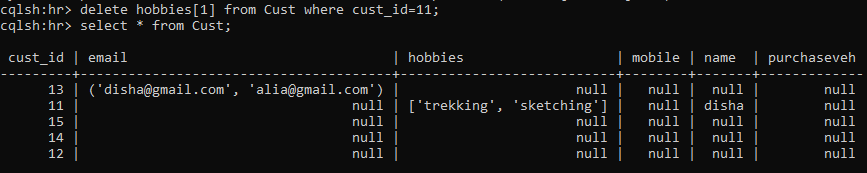 cqlsh:hr> delete hobbies[1] from Cust where cust_id=11;
cqlsh:hr> select * from Cust;
cust_id | email | hobbies | mobile | name | purchaseveh
---------+----------------------------------+---------------------------+--------+-------+-------------
13 | ('disha@gmail.com', 'alia@gmail.com') | null | null | null | null
11 | null | ['trekking', 'sketching'] | null | disha | null
15 | null | null | null | null | null
14 | null | null | null | null | null
12 | null | null | null | null | null